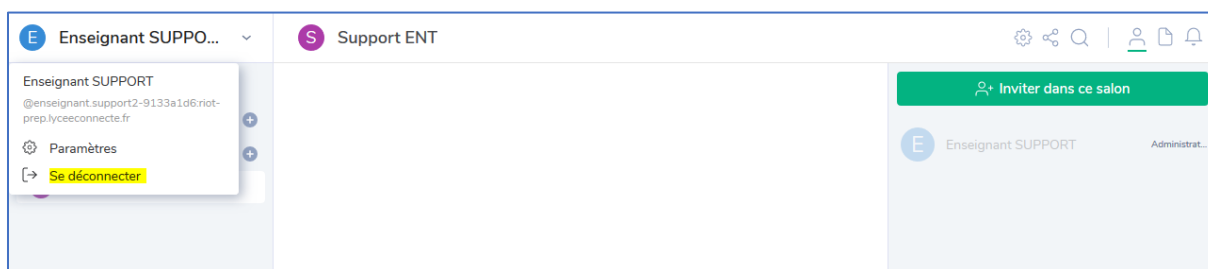 E Enseignant SUPPO...
S Support ENT
Enseignant SUPPORT
@enseignant.support2-9133a1d6:riot-
prep.lyceeconnecte.fr
Paramètres
Se déconnecter
Inviter dans ce salon
E Enseignant SUPPORT Administrat...